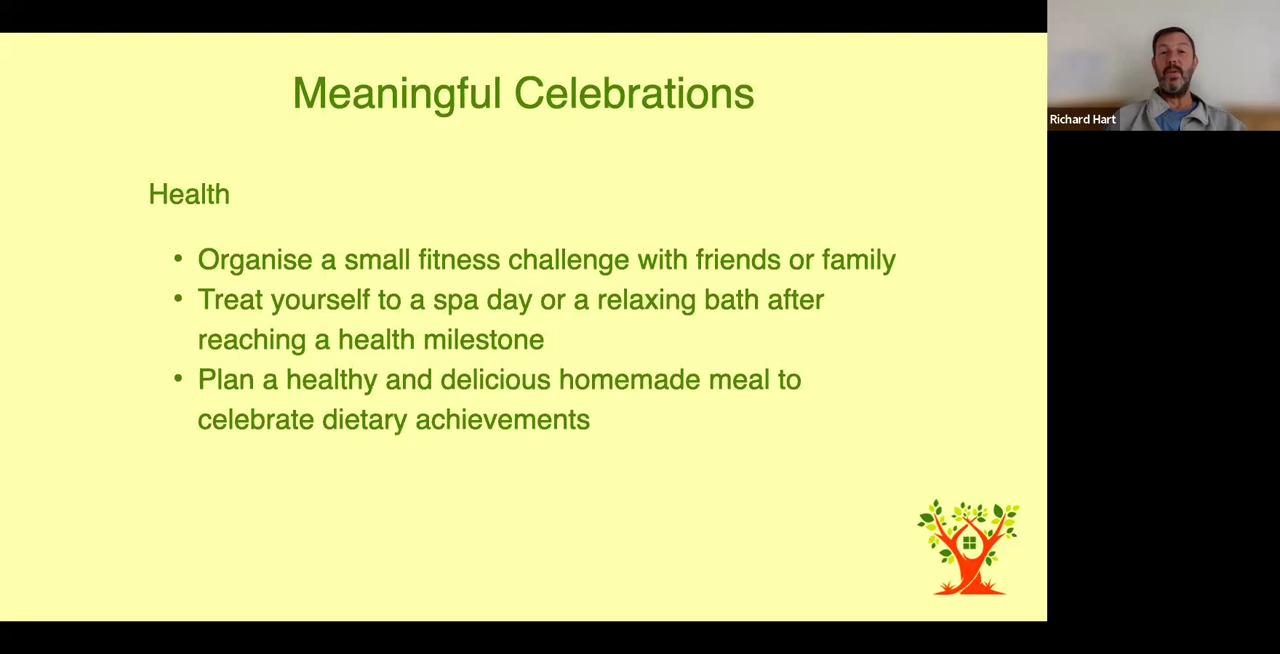 Meaningful Celebrations
Richard Hart
Health
• Organise a small fitness challenge with friends or family
• Treat yourself to a spa day or a relaxing bath after
reaching a health milestone
• Plan a healthy and delicious homemade meal to
celebrate dietary achievements